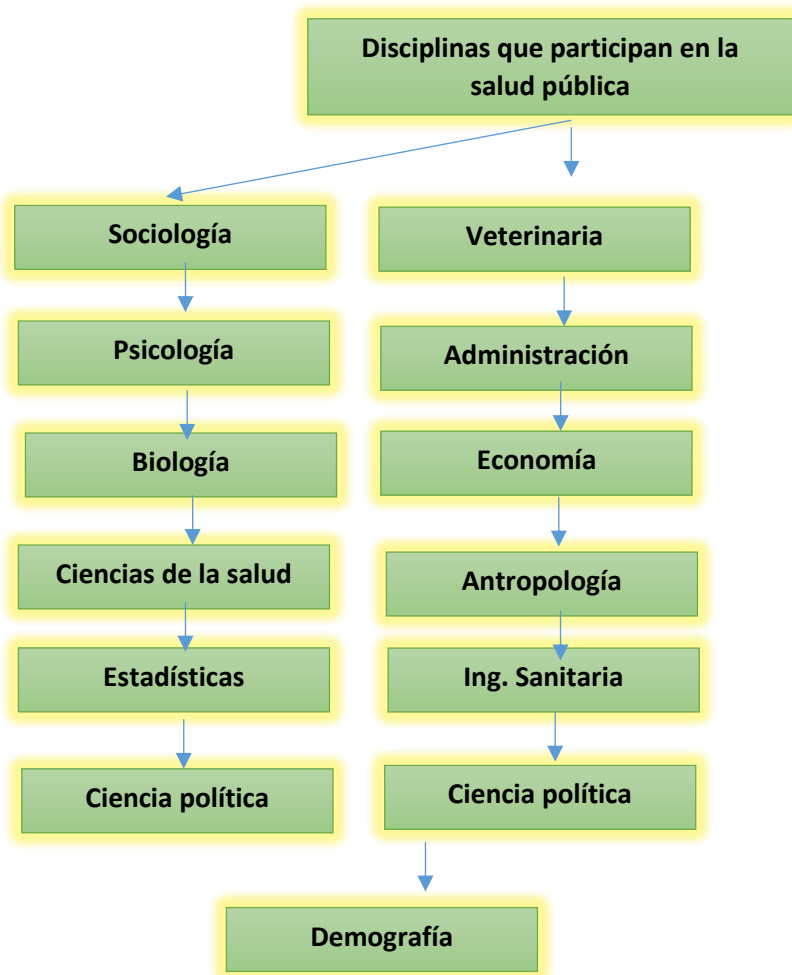 Disciplinas que participan en la
salud pública
Sociología
Veterinaria
Psicología
Administración
Biología
Economía
Ciencias de la salud
Antropología
Estadísticas
Ing. Sanitaria
Ciencia política
Ciencia política
Demografía